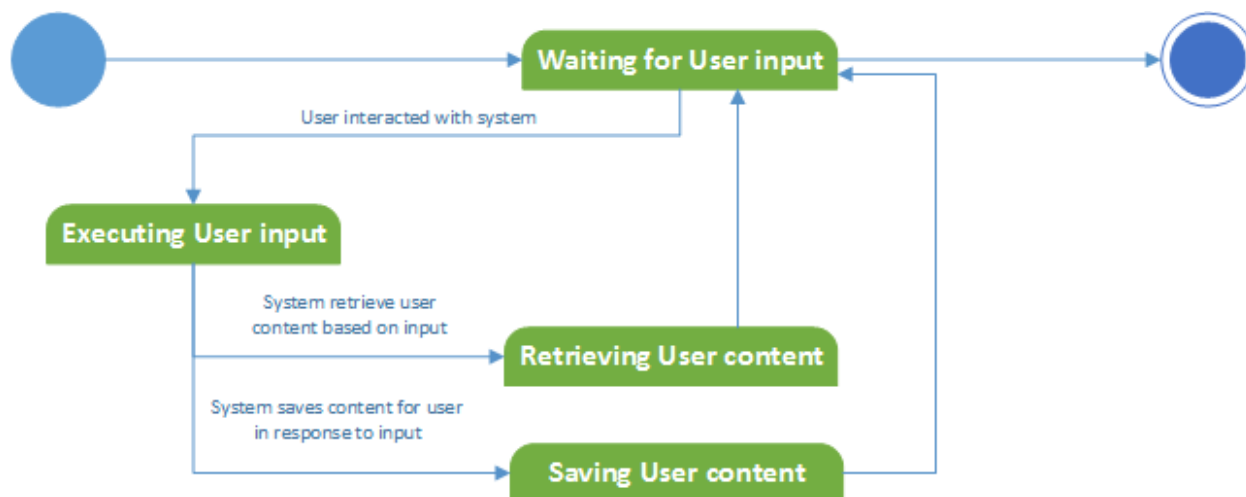 Waiting for User input
User interacted with system
Executing User input
System retrieve user
content based on input
Retrieving User content
System saves content for user
in response to input
Saving User content